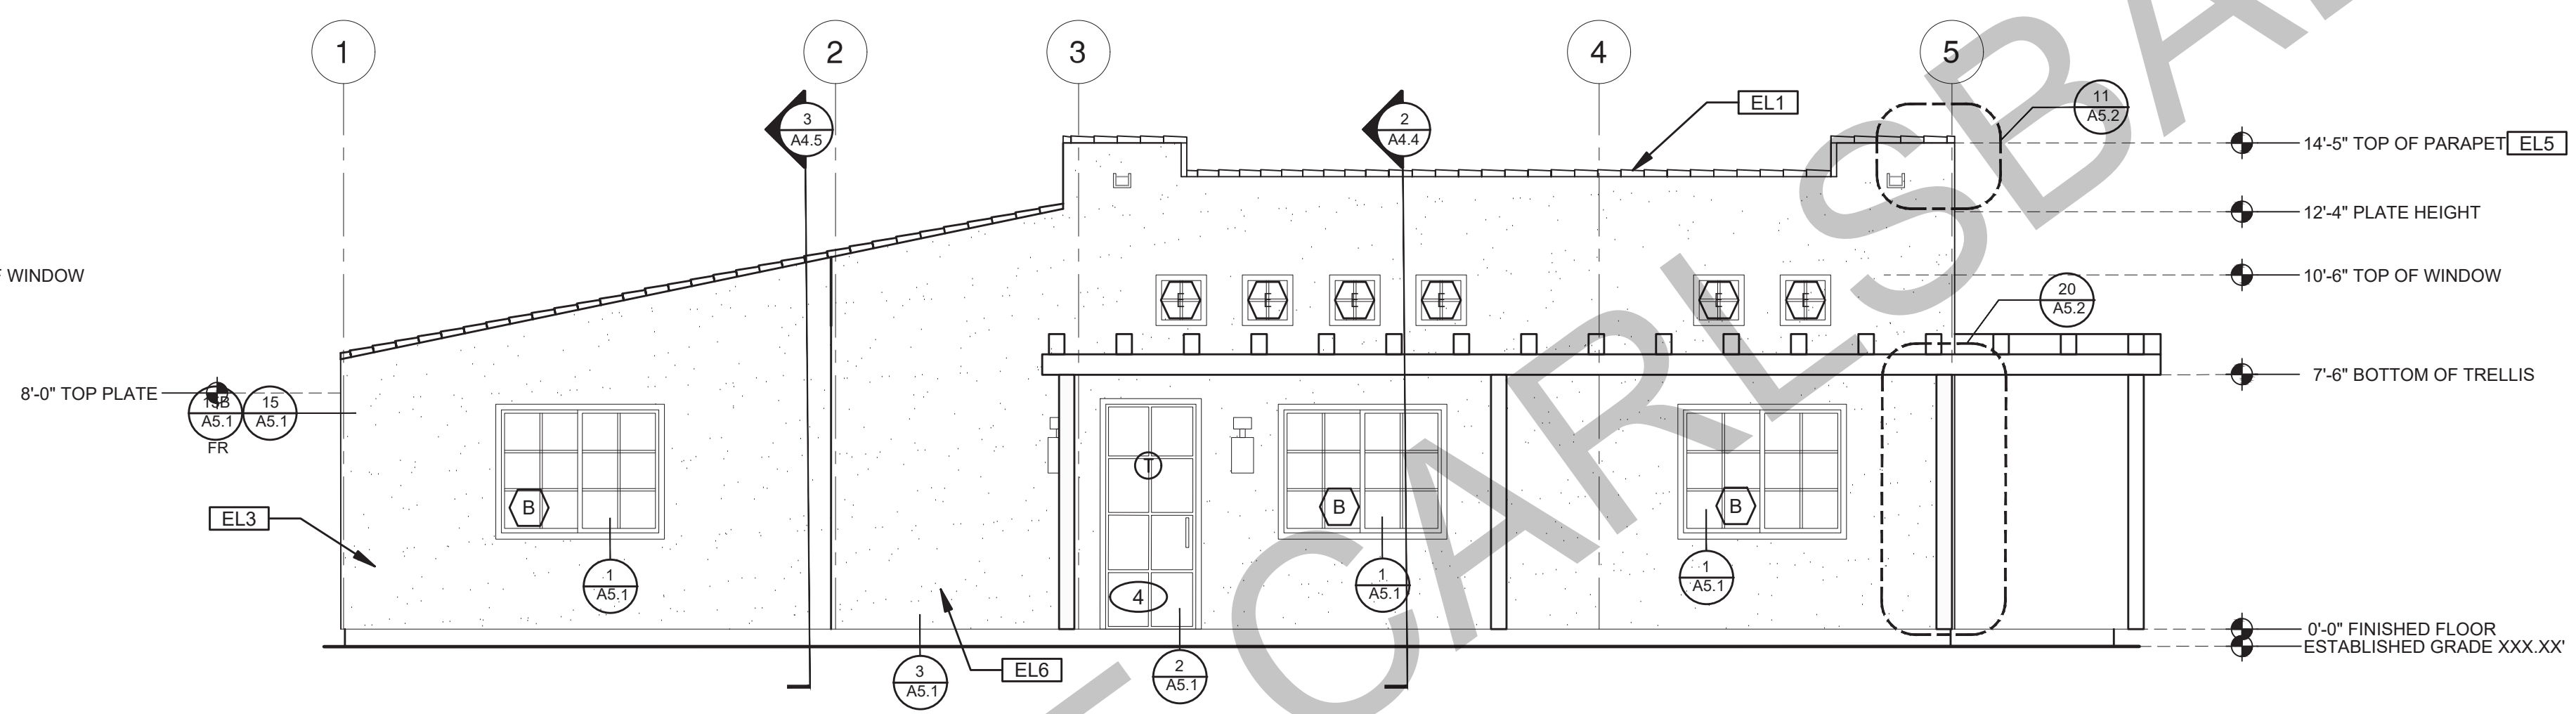 1
2
3
4
5
3
A4.5
2
A4.4
EL1
11
A5.2
14'-5" TOP OF PARAPET EL5
12'-4" PLATE HEIGHT
WINDOW
10'-6" TOP OF WINDOW
E
E
E
E
E
E
20
A5.2
7'-6" BOTTOM OF TRELLIS
8'-0" TOP PLATE
15B
A5.1
FR
15
A5.1
T
B
B
B
EL3
1
A5.1
4
1
A5.1
1
A5.1
0'-0" FINISHED FLOOR
ESTABLISHED GRADE XXX.XX'
3
A5.1
EL6
2
A5.1
CARLSBA